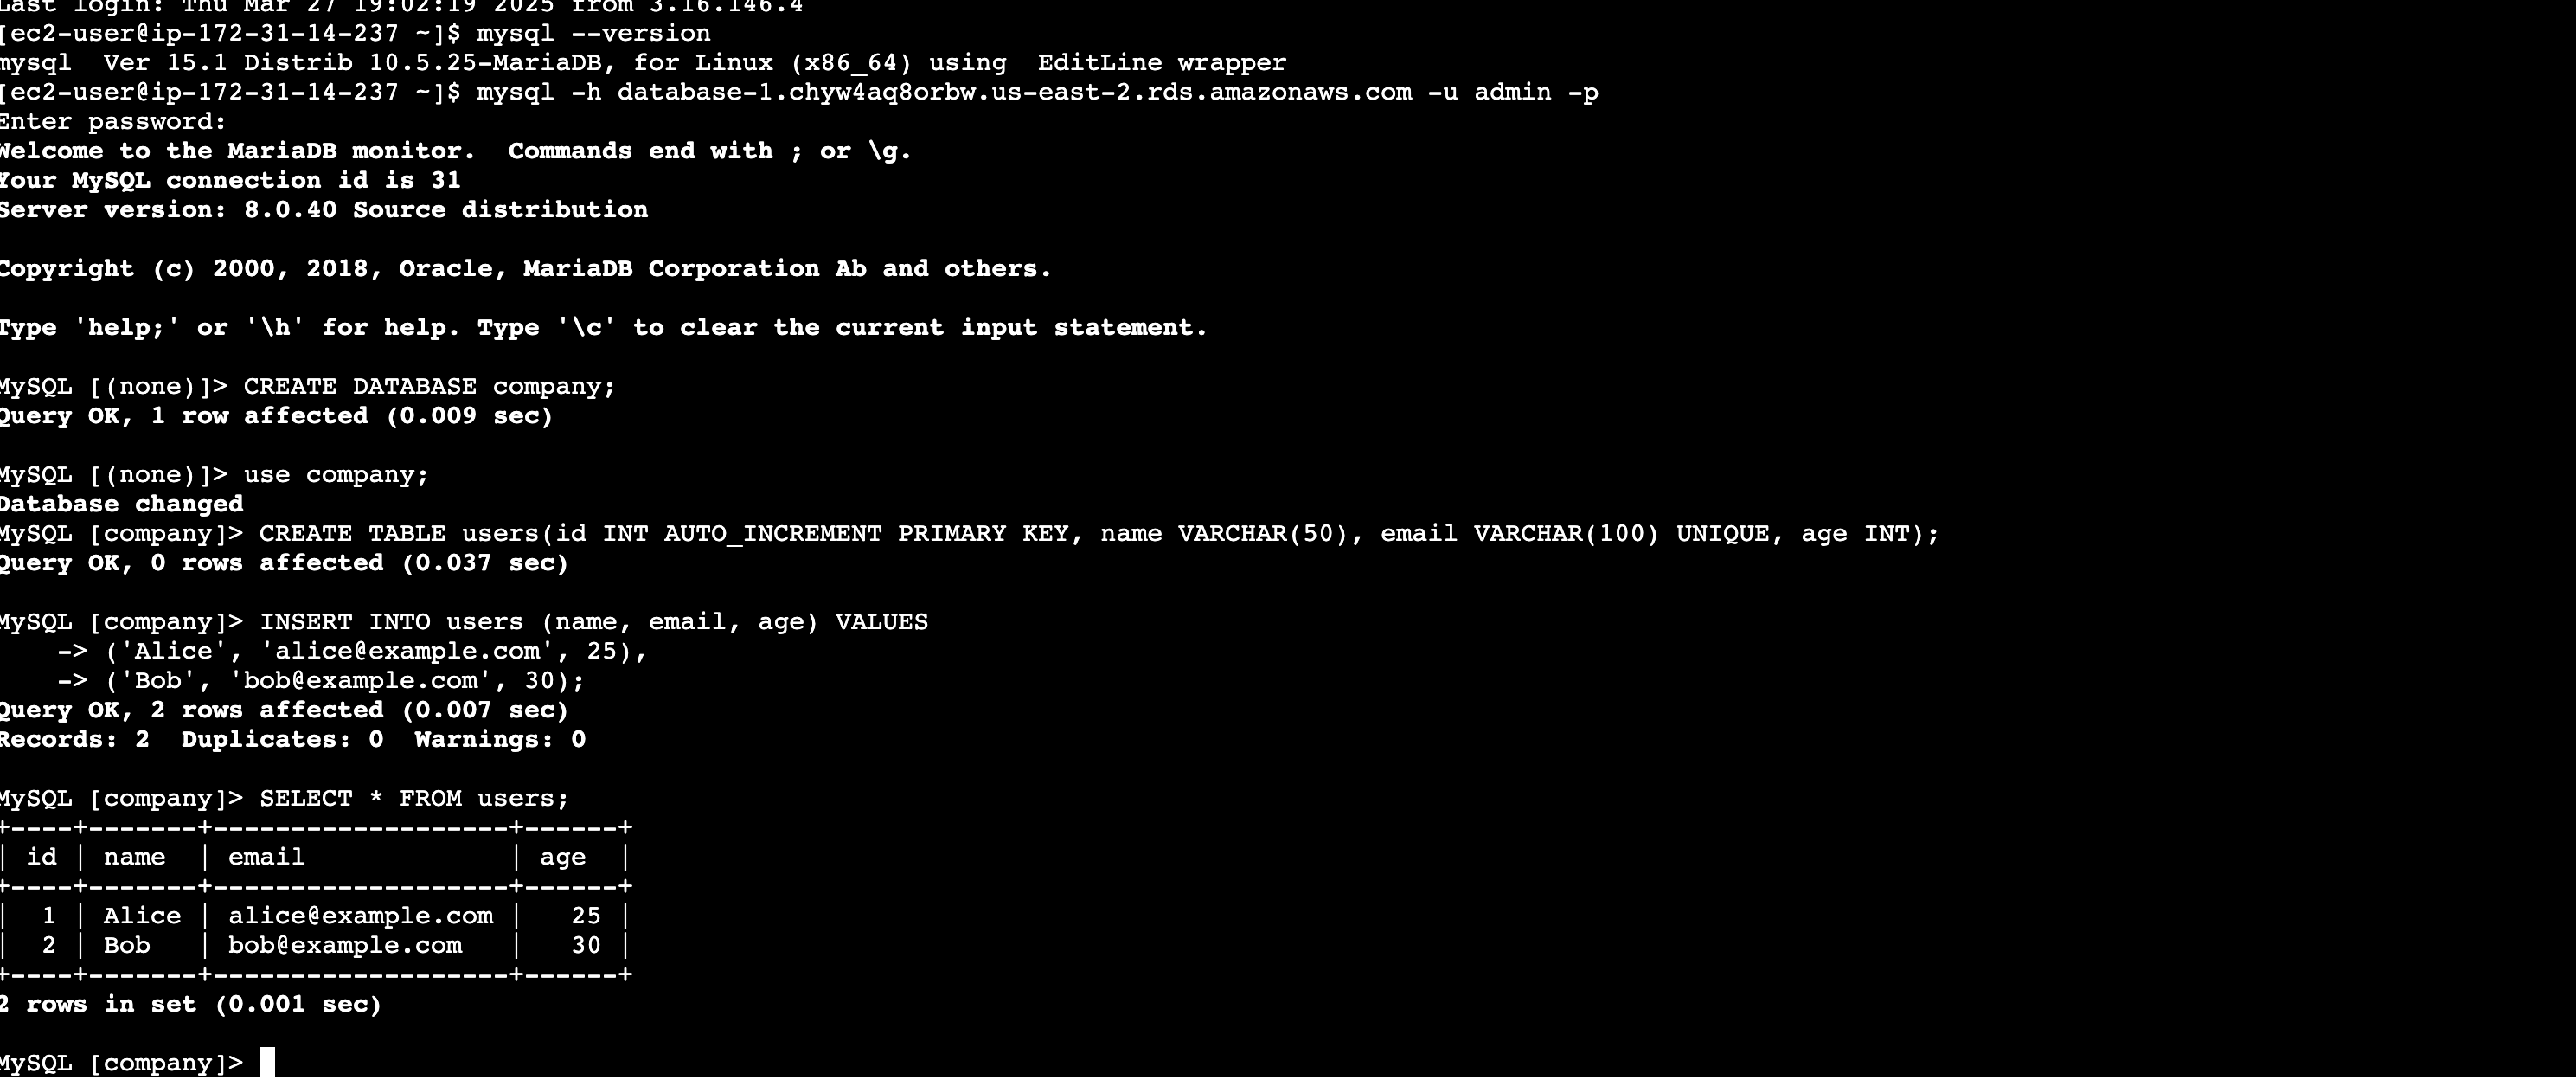 Last login: Thu Mar 27 19:02:19 2025 from 3.16.146.4
[ec2-user@ip-172-31-14-237 ~]$ mysql --version
mysql  Ver 15.1 Distrib 10.5.25-MariaDB, for Linux (x86_64) using  EditLine wrapper
[ec2-user@ip-172-31-14-237 ~]$ mysql -h database-1.chyw4aq8orbw.us-east-2.rds.amazonaws.com -u admin -p
Enter password:
Welcome to the MariaDB monitor.  Commands end with ; or \g.
Your MySQL connection id is 31
Server version: 8.0.40 Source distribution
Copyright (c) 2000, 2018, Oracle, MariaDB Corporation Ab and others.
Type 'help;' or '\h' for help. Type '\c' to clear the current input statement.
MySQL [(none)]> CREATE DATABASE company;
Query OK, 1 row affected (0.009 sec)
MySQL [(none)]> use company;
Database changed
MySQL [company]> CREATE TABLE users(id INT AUTO_INCREMENT PRIMARY KEY, name VARCHAR(50), email VARCHAR(100) UNIQUE, age INT);
Query OK, 0 rows affected (0.037 sec)
MySQL [company]> INSERT INTO users (name, email, age) VALUES
    -> ('Alice', 'alice@example.com', 25),
    -> ('Bob', 'bob@example.com', 30);
Query OK, 2 rows affected (0.007 sec)
Records: 2  Duplicates: 0  Warnings: 0
MySQL [company]> SELECT * FROM users;
+----+-------+-------------------+------+
| id | name  | email             | age  |
+----+-------+-------------------+------+
|  1 | Alice | alice@example.com |   25 |
|  2 | Bob   | bob@example.com   |   30 |
+----+-------+-------------------+------+
2 rows in set (0.001 sec)
MySQL [company]>